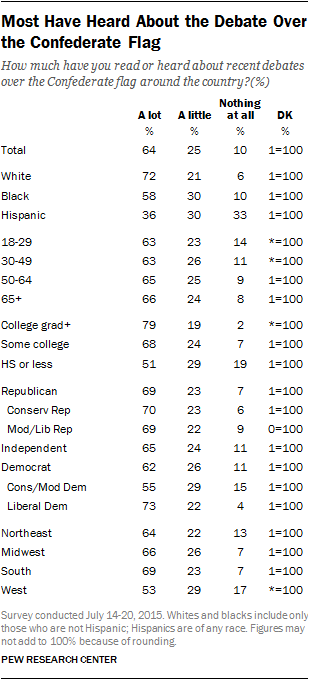 Most Have Heard About the Debate Over
the Confederate Flag
How much have you read or heard about recent debates
over the Confederate flag around the country?(%)
A lot A little Nothing at all DK
% % % %
Total 64 25 10 1=100
White 72 21 6 1=100
Black 58 30 10 1=100
Hispanic 36 30 33 1=100
18-29 63 23 14 *=100
30-49 63 26 11 *=100
50-64 65 25 9 1=100
65+ 66 24 8 1=100
College grad+ 79 19 2 *=100
Some college 68 24 7 1=100
HS or less 51 29 19 1=100
Republican 69 23 7 1=100
Conserv Rep 70 23 6 1=100
Mod/Lib Rep 69 22 9 0=100
Independent 65 24 11 1=100
Democrat 62 26 11 1=100
Cons/Mod Dem 55 29 15 1=100
Liberal Dem 73 22 4 1=100
Northeast 64 22 13 1=100
Midwest 66 26 7 1=100
South 69 23 7 1=100
West 53 29 17 *=100
Survey conducted July 14-20, 2015. Whites and blacks include only
those who are not Hispanic; Hispanics are of any race. Figures may
not add to 100% because of rounding.
PEW RESEARCH CENTER